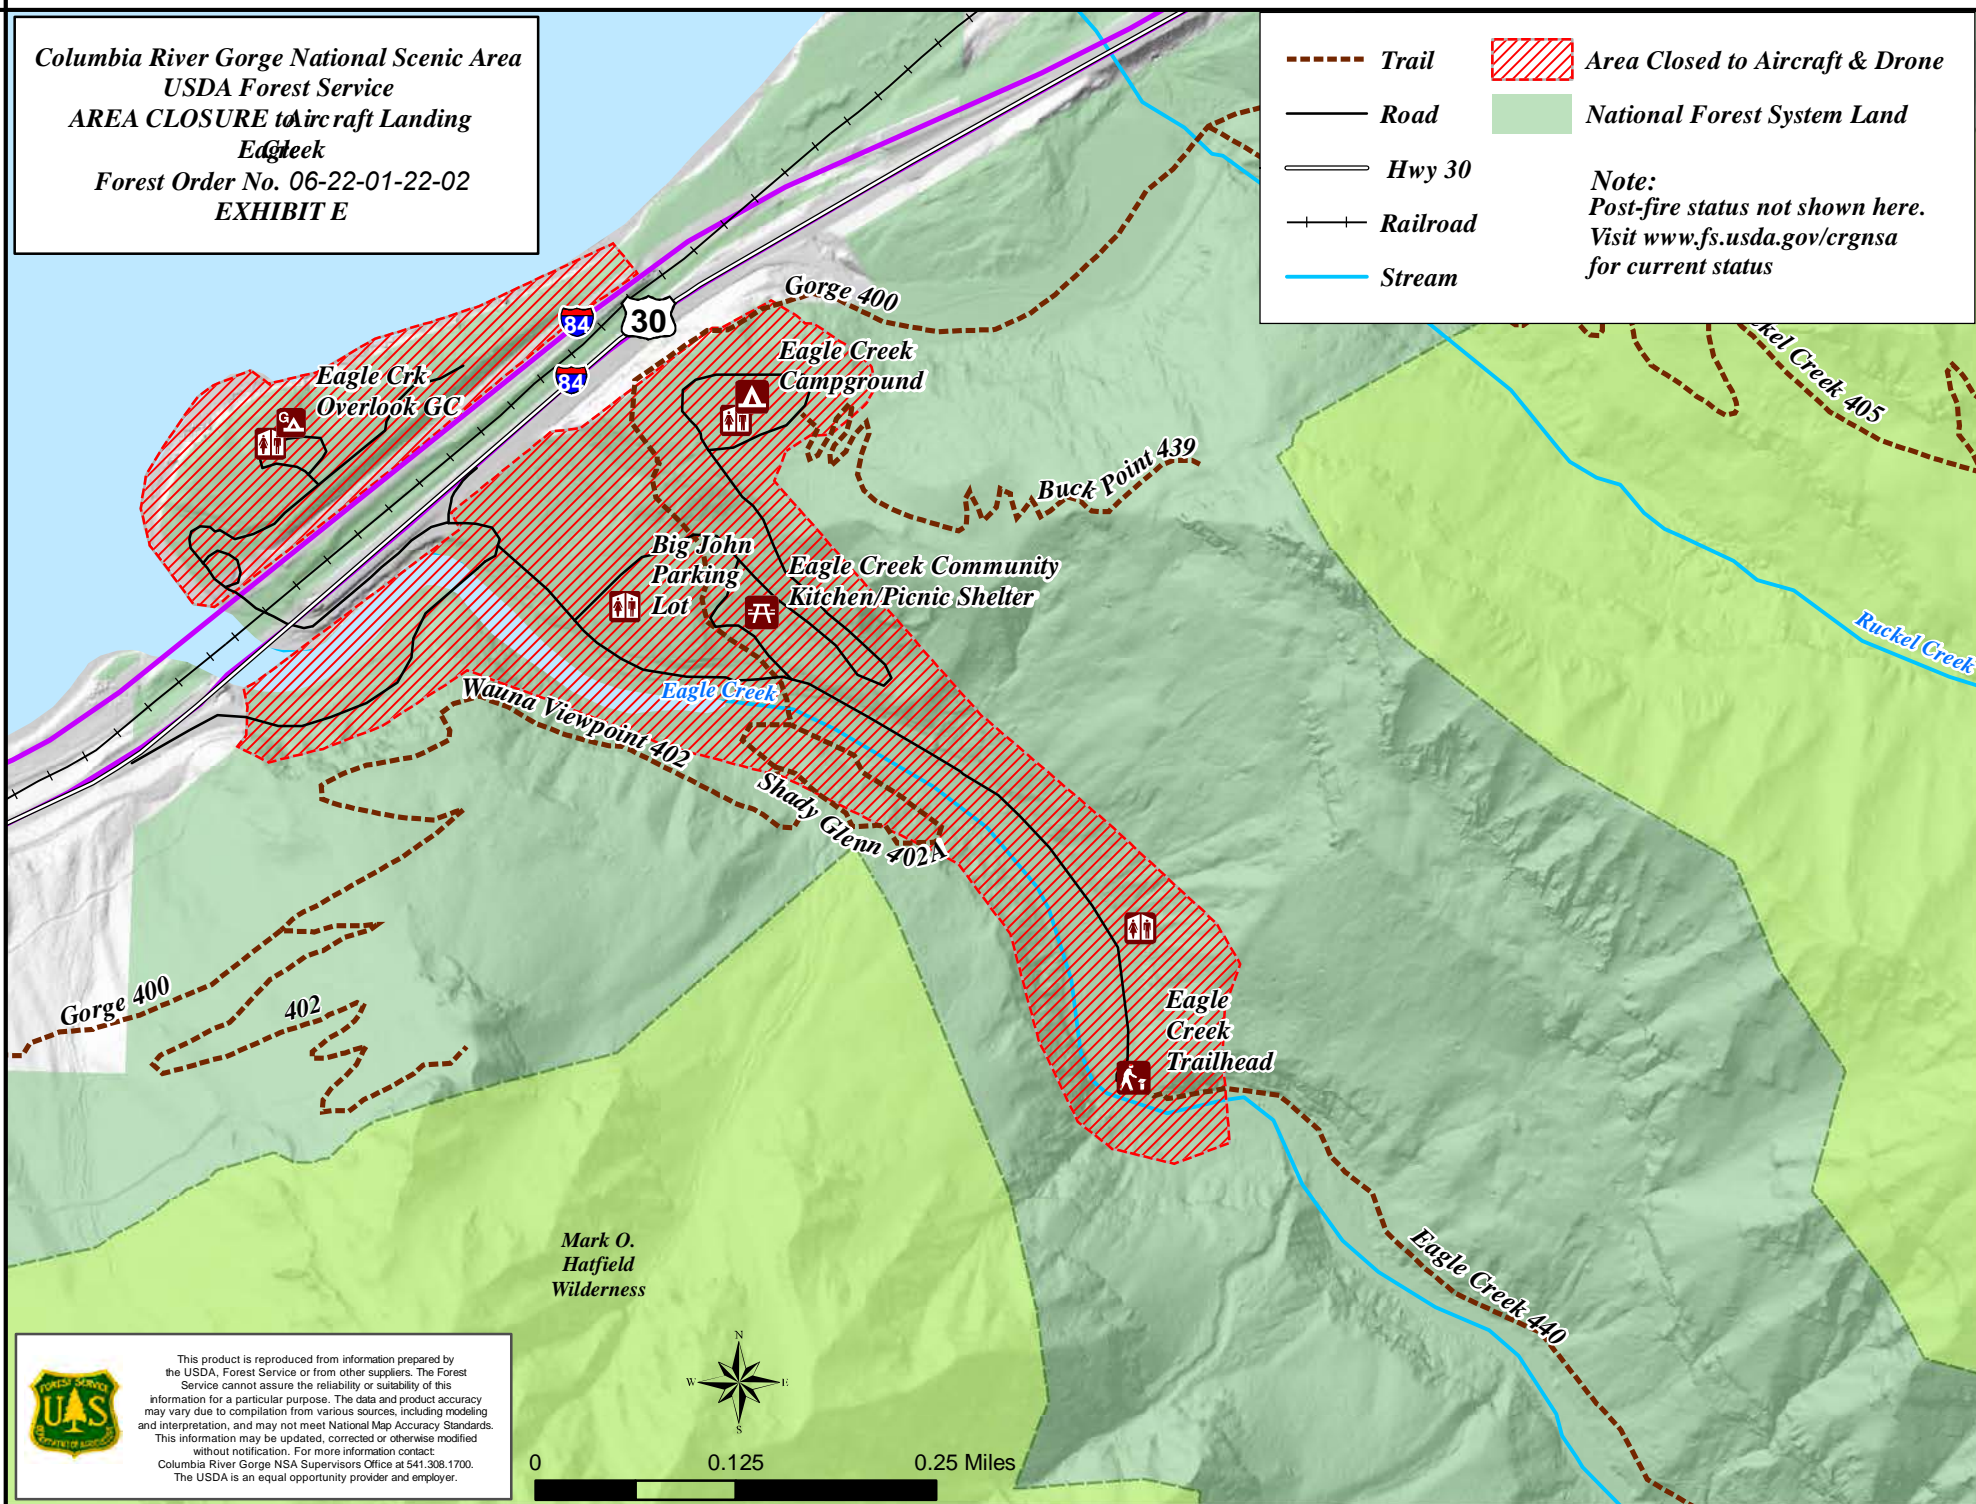 Columbia River Gorge National Scenic Area
USDA Forest Service
AREA CLOSURE to Aircraft Landing
Eagle Creek
Forest Order No. 06-22-01-22-02
EXHIBIT E
Trail
Road
Hwy 30
Railroad
Stream
Area Closed to Aircraft & Drone
National Forest System Land
Note:
Post-fire status not shown here.
Visit www.fs.usda.gov/crgnsa
for current status
Gorge 400
84
30
84
Eagle Crk
Overlook GC
G
Eagle Creek
Campground
kel Creek 405
Buck Point 439
Big John
Parking
Lot
Eagle Creek Community
Kitchen/Picnic Shelter
Ruckel Creek
Eagle Creek
Wauna Viewpoint 402
Shady Glenn 402A
Gorge 400
402
Eagle
Creek
Trailhead
Eagle Creek 440
Mark O.
Hatfield
Wilderness
N
W
E
S
0
0.125
0.25 Miles
FOREST SERVICE
U S
DEPARTMENT OF AGRICULTURE
This product is reproduced from information prepared by
the USDA, Forest Service or from other suppliers. The Forest
Service cannot assure the reliability or suitability of this
information for a particular purpose. The data and product accuracy
may vary due to compilation from various sources, including modeling
and interpretation, and may not meet National Map Accuracy Standards.
This information may be updated, corrected or otherwise modified
without notification. For more information contact:
Columbia River Gorge NSA Supervisors Office at 541.308.1700.
The USDA is an equal opportunity provider and employer.